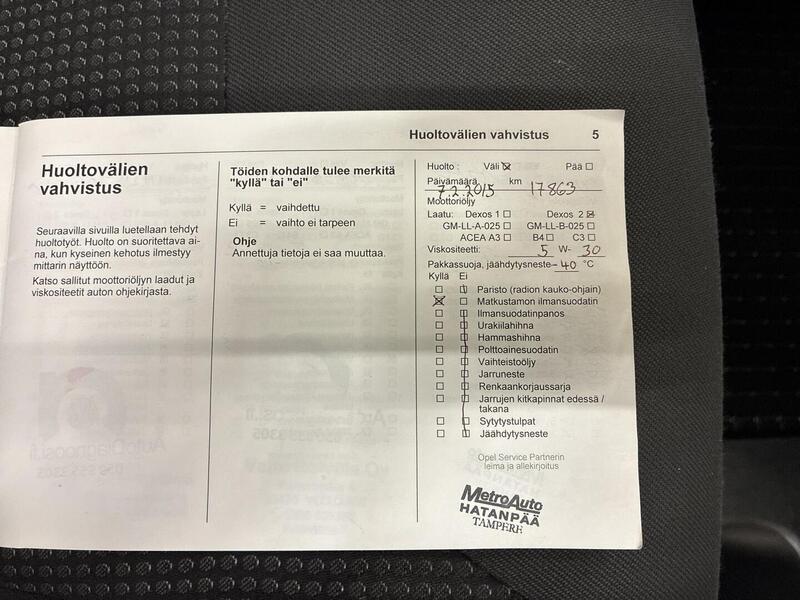 Huoltovälien vahvistus 5
Huoltovälien
vahvistus
Seuraavilla sivuilla luetellaan tehdyt
huoltotyöt. Huolto on suoritettava ai-
na, kun kyseinen kehotus ilmestyy
mittarin näyttöön.
Katso sallitut moottoriöljyn laadut ja
viskositeetit auton ohjekirjasta.
Töiden kohdalle tulee merkitä
"kyllä" tai "ei"
Kyllä = vaihdettu
Ei = vaihto ei tarpeen
Ohje
Annettuja tietoja ei saa muuttaa.
Huolto : Väli ☒ Pää ☐
Päivämäärä 7.2.2015 km 17863
Moottoriöljy
Laatu: Dexos 1 ☐ Dexos 2 ☒
GM-LL-A-025 ☐ GM-LL-B-025 ☐
ACEA A3 ☐ B4 ☐ C3 ☐
Viskositeetti: 5 W- 30
Pakkassuoja, jäähdytysneste -40 °C
Kyllä Ei
Paristo (radion kauko-ohjain)
Matkustamon ilmansuodatin
Ilmansuodatinpanos
Urakiilahihna
Hammashihna
Polttoainesuodatin
Vaihteistoöljy
Jarruneste
Renkaankorjaussarja
Jarrujen kitkapinnat edessä /
takana
Sytytystulpat
Jäähdytysneste
Opel Service Partnerin
leima ja allekirjoitus
MetroAuto
HATANPÄÄ
TAMPERE